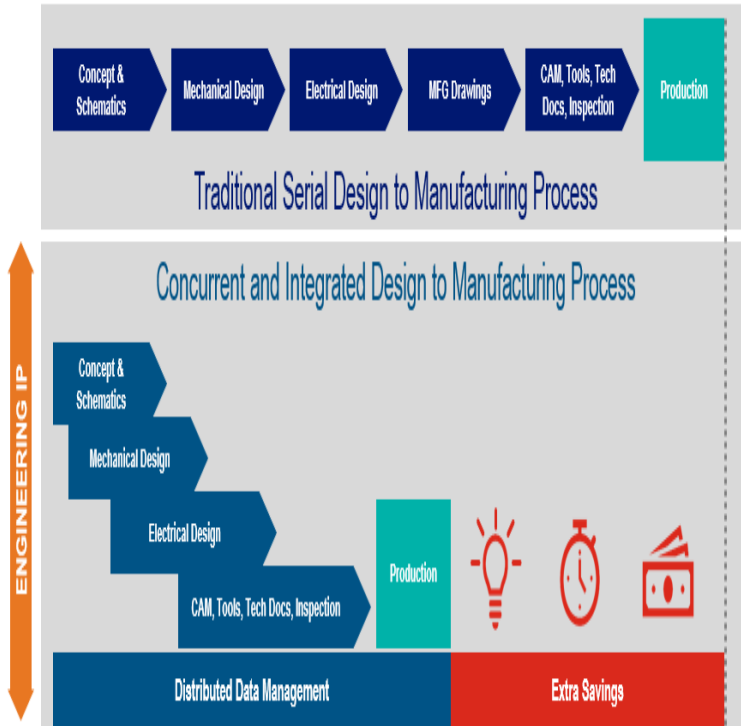 Concept &
Schematics
Mechanical Design
Electrical Design
MFG Drawings
CAM, Tools, Tech
Docs, Inspection
Production
Traditional Serial Design to Manufacturing Process
Concurrent and Integrated Design to Manufacturing Process
ENGINEERING IP
Concept &
Schematics
Mechanical Design
Electrical Design
CAM, Tools, Tech Docs, Inspection
Production
Distributed Data Management
Extra Savings